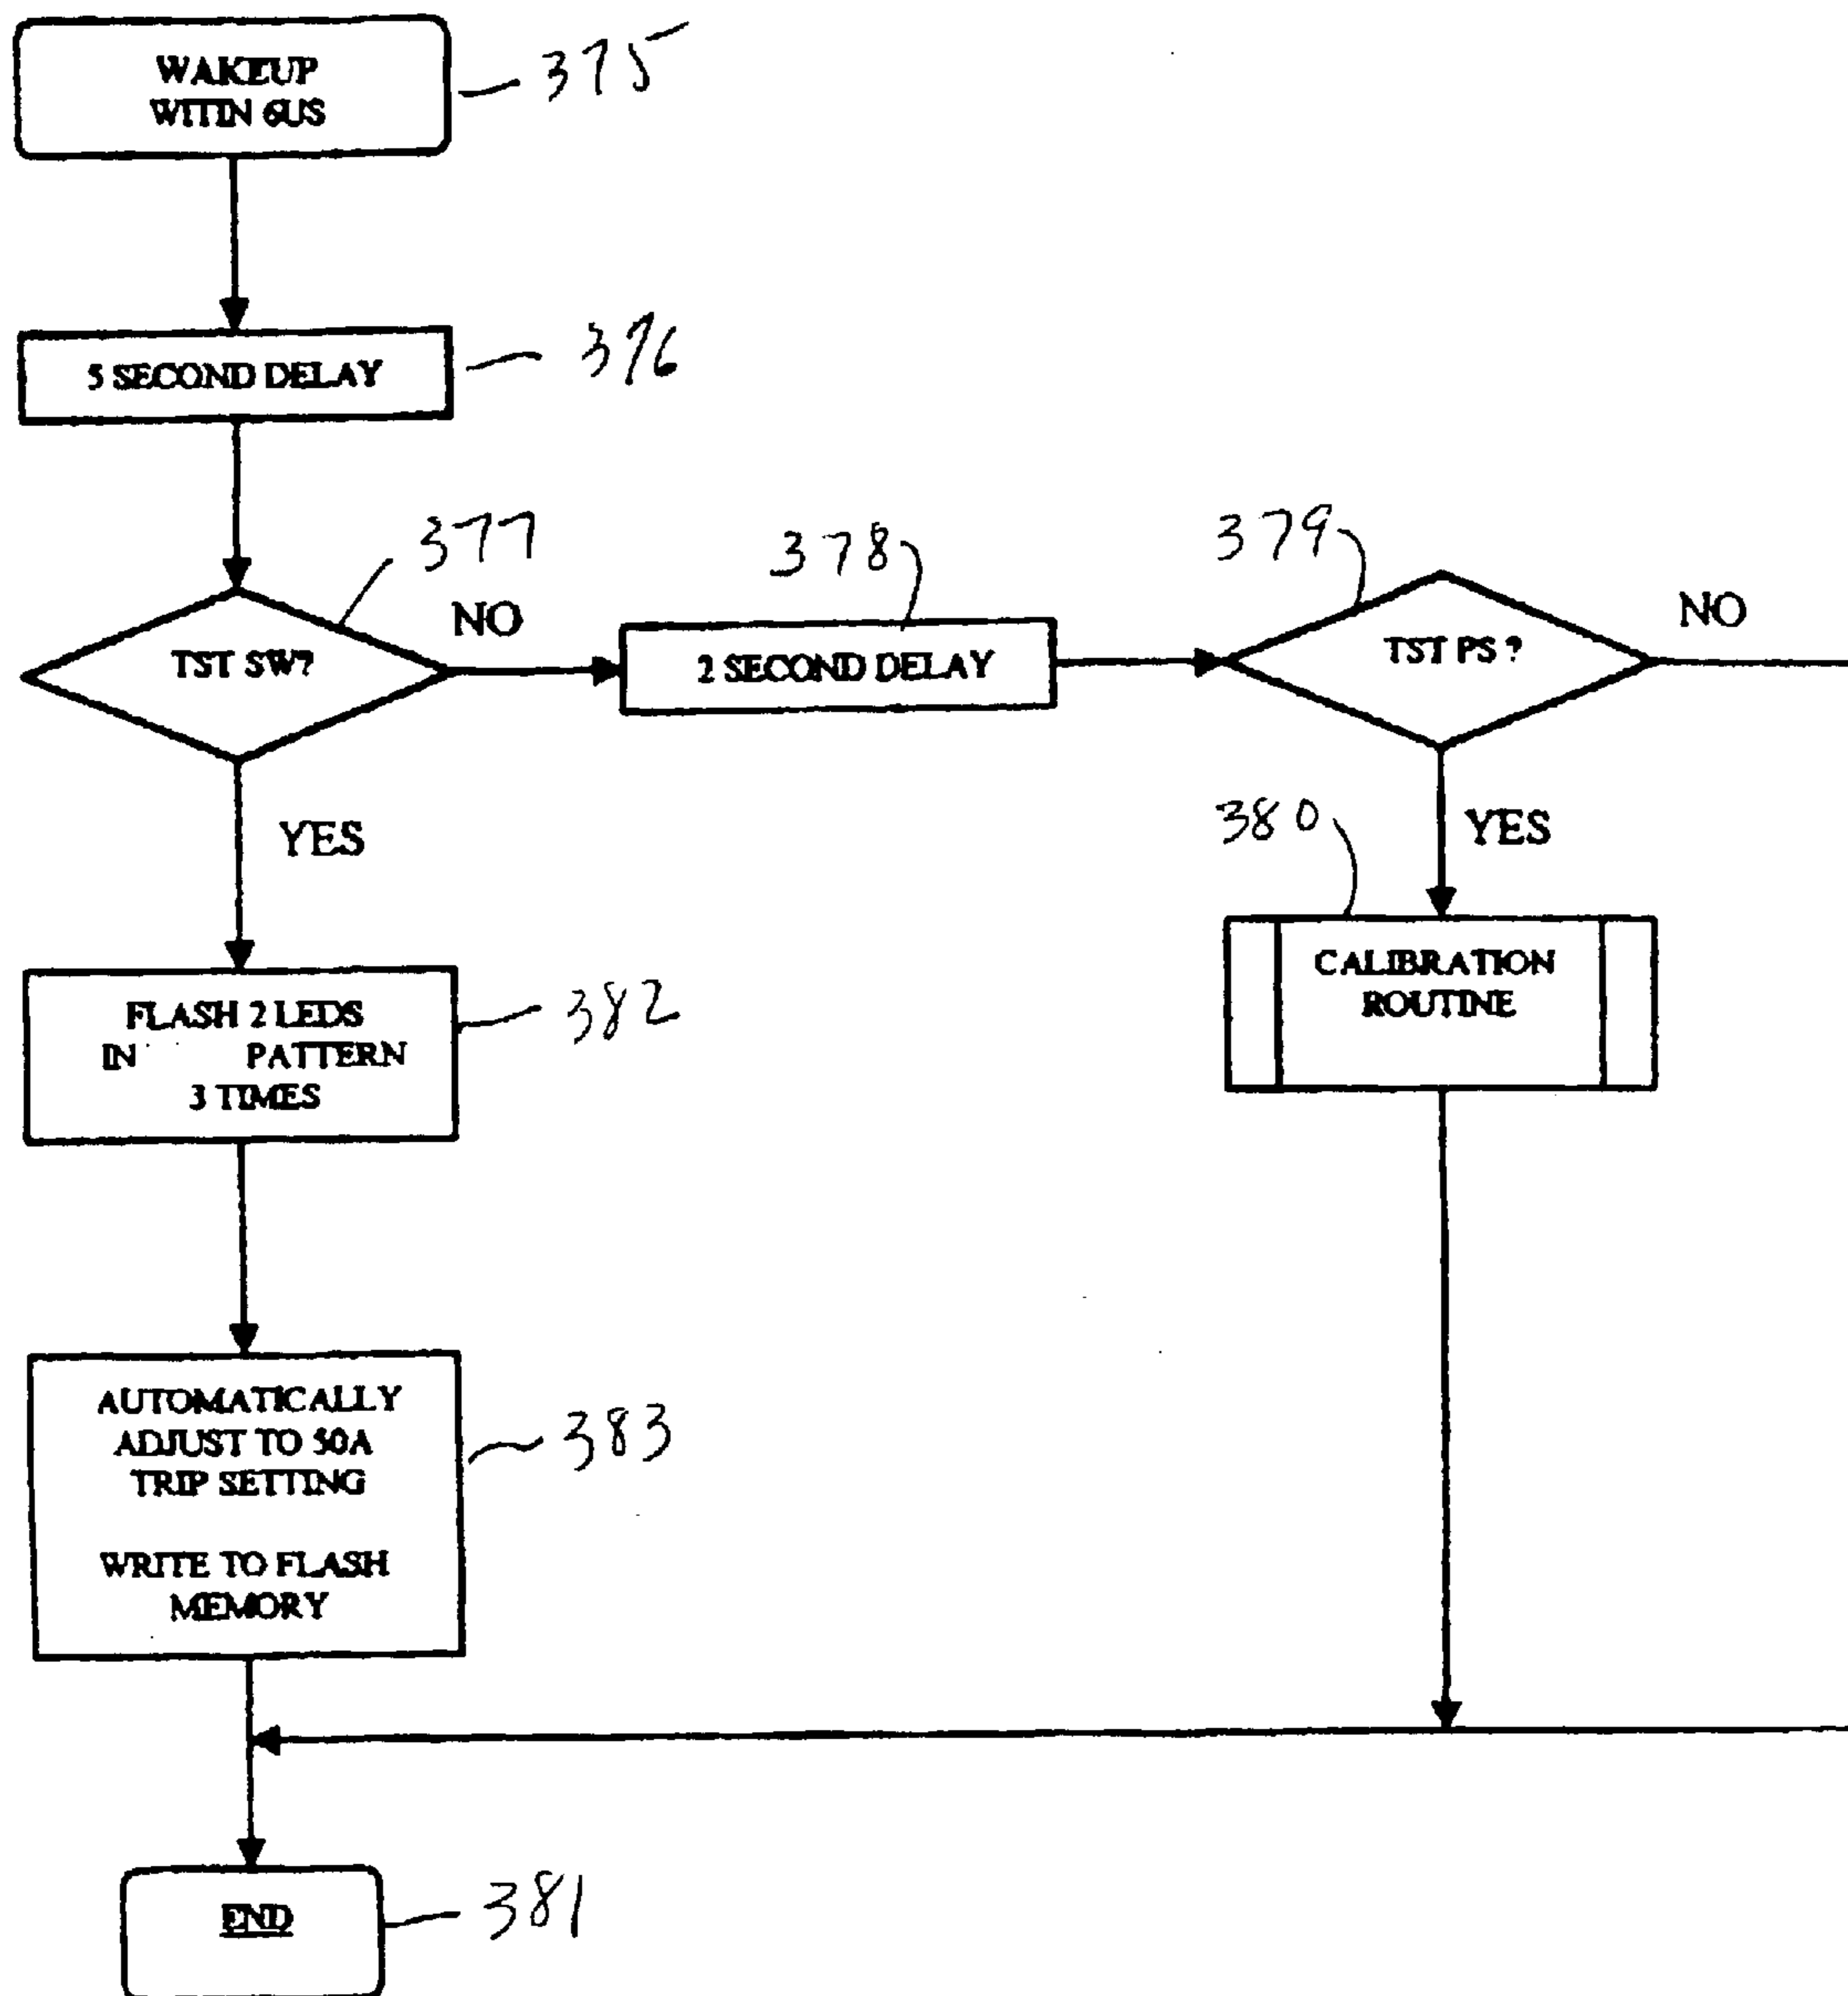 WAKEUP
WITIN 6US
375
5 SECOND DELAY
376
377
TST SW?
NO
378
2 SECOND DELAY
379
TST PS ?
NO
YES
380
YES
CALIBRATION
ROUTINE
FLASH 2 LEDS
IN PATTERN
3 TIMES
382
AUTOMATICALLY
ADJUST TO 50A
TRIP SETTING
WRITE TO FLASH
MEMORY
383
END
381